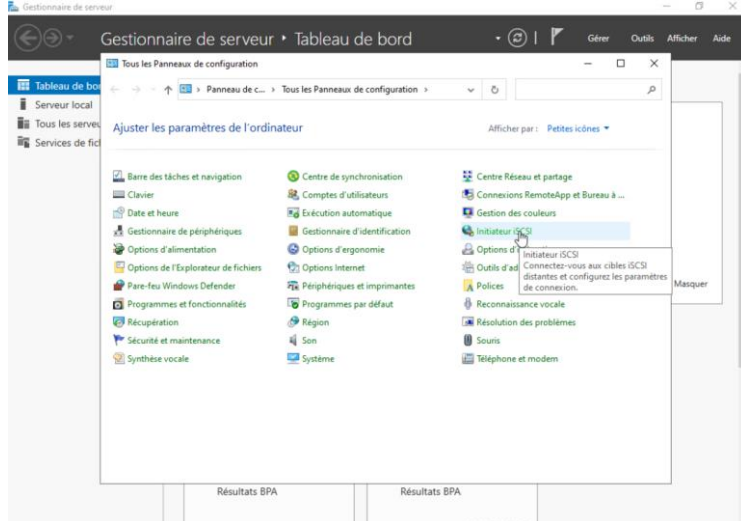 Gestionnaire de serveur
Gestionnaire de serveur ‣ Tableau de bord
Gérer Outils Afficher Aide
Tous les Panneaux de configuration
Panneau de c... › Tous les Panneaux de configuration ›
Tableau de bor
Serveur local
Tous les serveu
Services de fic
Ajuster les paramètres de l'ordinateur
Afficher par : Petites icônes
Barre des tâches et navigation Centre de synchronisation Centre Réseau et partage
Clavier Comptes d'utilisateurs Connexions RemoteApp et Bureau à ...
Date et heure Exécution automatique Gestion des couleurs
Gestionnaire de périphériques Gestionnaire d'identification Initiateur iSCSI
Options d'alimentation Options d'ergonomie Options d'
Options de l'Explorateur de fichiers Options Internet Outils d'ad
Pare-feu Windows Defender Périphériques et imprimantes Polices
Programmes et fonctionnalités Programmes par défaut Reconnaissance vocale
Récupération Région Résolution des problèmes
Sécurité et maintenance Son Souris
Synthèse vocale Système Téléphone et modem
Initiateur iSCSI
Connectez-vous aux cibles iSCSI
distantes et configurez les paramètres
de connexion.
Masquer
Résultats BPA Résultats BPA